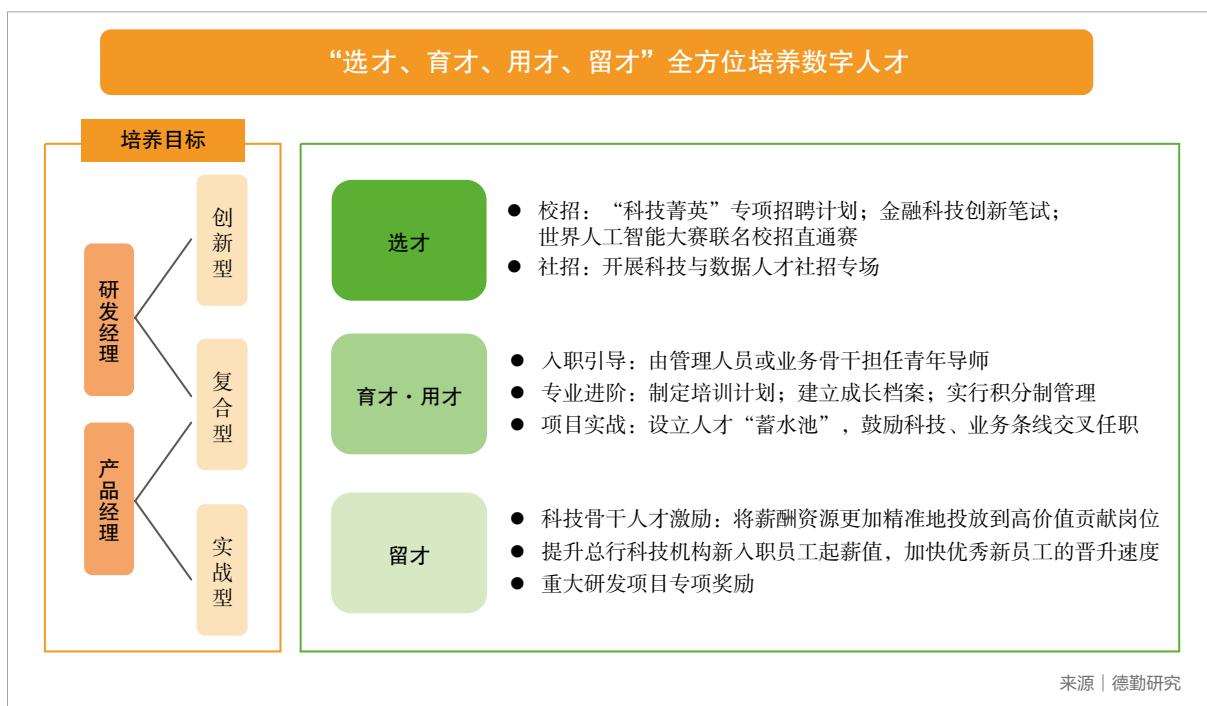 “选才、育才、用才、留才”全方位培养数字人才
培养目标
研发经理
产品经理
创新型
复合型
实战型
选才
● 校招：“科技菁英”专项招聘计划；金融科技创新笔试；
世界人工智能大赛联名校招直通赛
● 社招：开展科技与数据人才社招专场
育才·用才
● 入职引导：由管理人员或业务骨干担任青年导师
● 专业进阶：制定培训计划；建立成长档案；实行积分制管理
● 项目实战：设立人才“蓄水池”，鼓励科技、业务条线交叉任职
留才
● 科技骨干人才激励：将薪酬资源更加精准地投放到高价值贡献岗位
● 提升总行科技机构新入职员工起薪值，加快优秀新员工的晋升速度
● 重大研发项目专项奖励
来源｜德勤研究